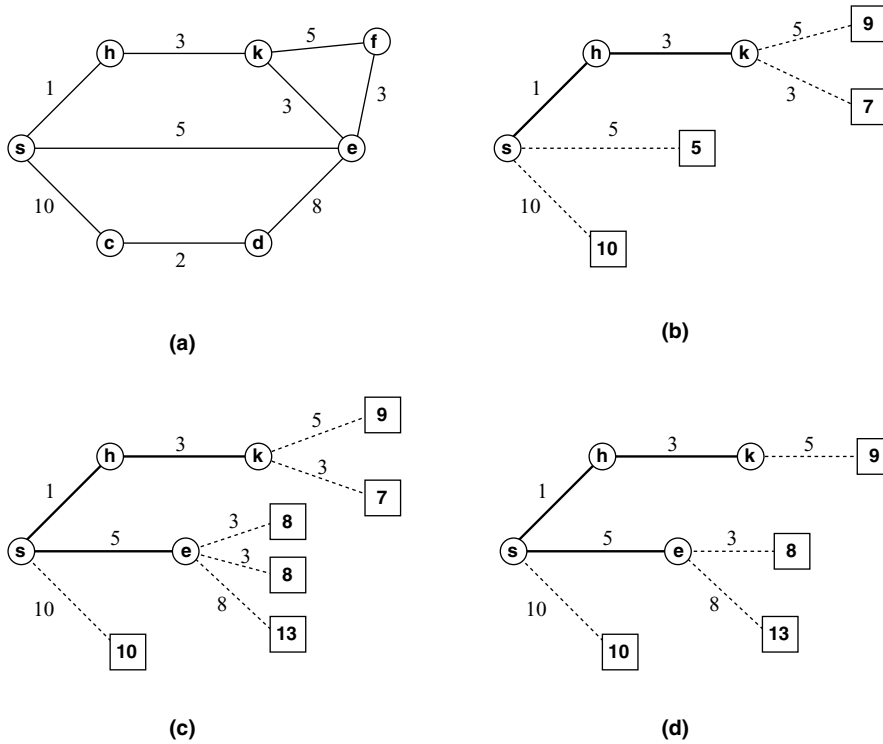 h 3 k 5 f
1 3 3
s 5 e
10 8
c 2 d
(a)
h 3 k 5 9
1 3 7
s 5 5
10
10
(b)
h 3 k 5 9
1 3 7
s 5 e 3 8
3 8
10 8 13
10
(c)
h 3 k 5 9
1
s 5 e 3 8
10 8 13
10
(d)